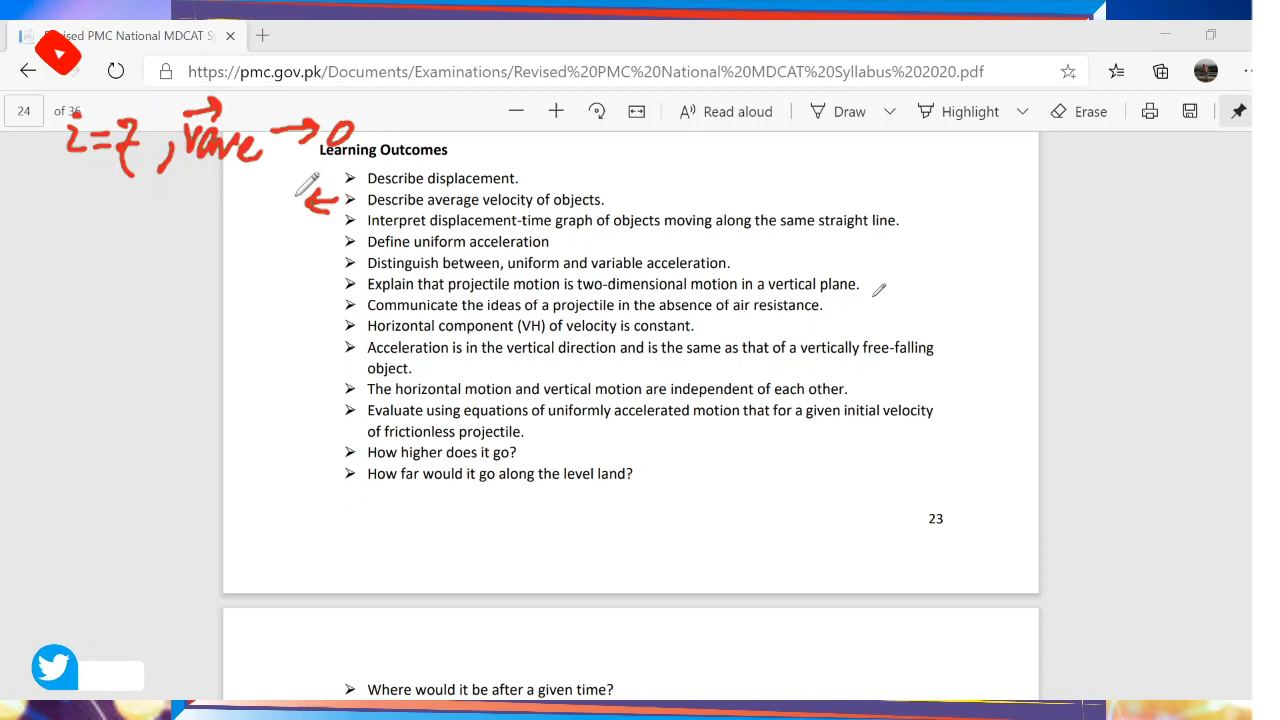 Revised PMC National MDCAT Sy
https://pmc.gov.pk/Documents/Examinations/Revised%20PMC%20National%20MDCAT%20Syllabus%202020.pdf
24 of 36 Read aloud Draw Highlight Erase
i=f, vave → 0
Learning Outcomes
➢ Describe displacement.
➢ Describe average velocity of objects.
➢ Interpret displacement-time graph of objects moving along the same straight line.
➢ Define uniform acceleration
➢ Distinguish between, uniform and variable acceleration.
➢ Explain that projectile motion is two-dimensional motion in a vertical plane.
➢ Communicate the ideas of a projectile in the absence of air resistance.
➢ Horizontal component (VH) of velocity is constant.
➢ Acceleration is in the vertical direction and is the same as that of a vertically free-falling
object.
➢ The horizontal motion and vertical motion are independent of each other.
➢ Evaluate using equations of uniformly accelerated motion that for a given initial velocity
of frictionless projectile.
➢ How higher does it go?
➢ How far would it go along the level land?
23
➢ Where would it be after a given time?